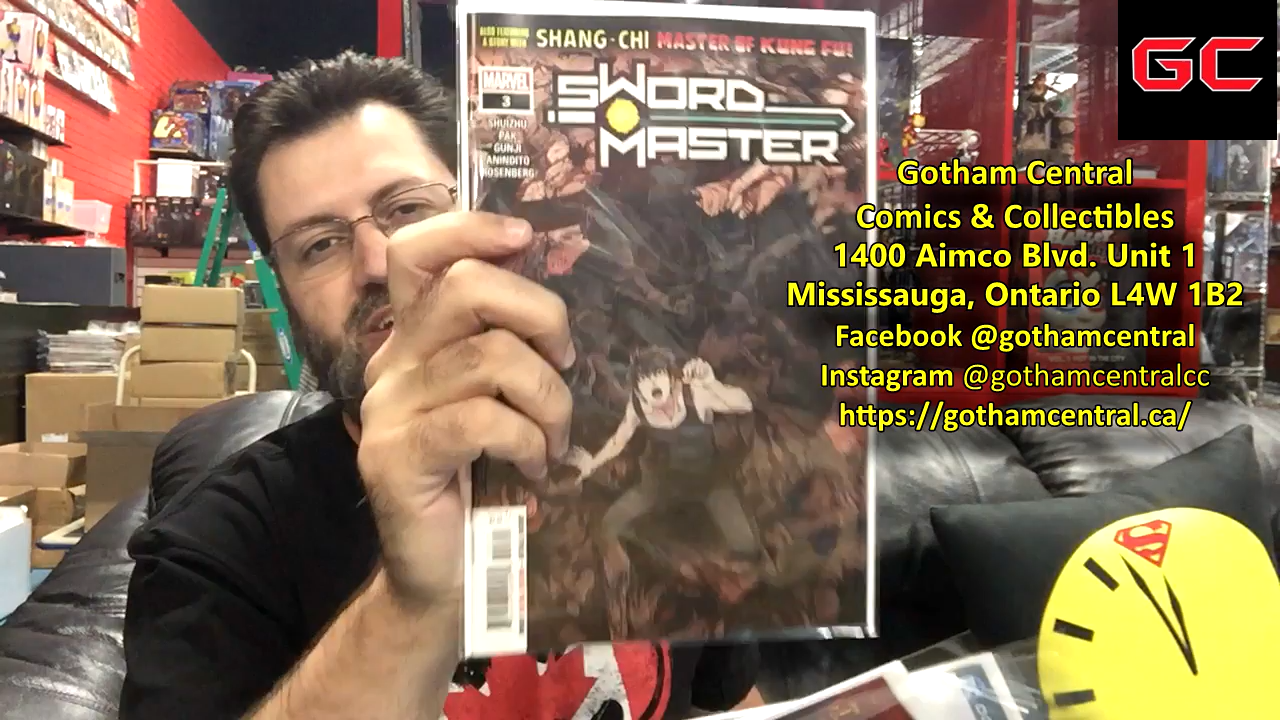 ALSO FEATURING
A STORY WITH
SHANG-CHI MASTER OF KUNG FU!
MARVEL
3
SWORD
MASTER
SHUIZHU
PAK
GUNJI
ANINDITO
ROSENBERG
GC
Gotham Central
Comics & Collectibles
1400 Aimco Blvd. Unit 1
Mississauga, Ontario L4W 1B2
Facebook @gothamcentral
Instagram @gothamcentralcc
https://gothamcentral.ca/
S